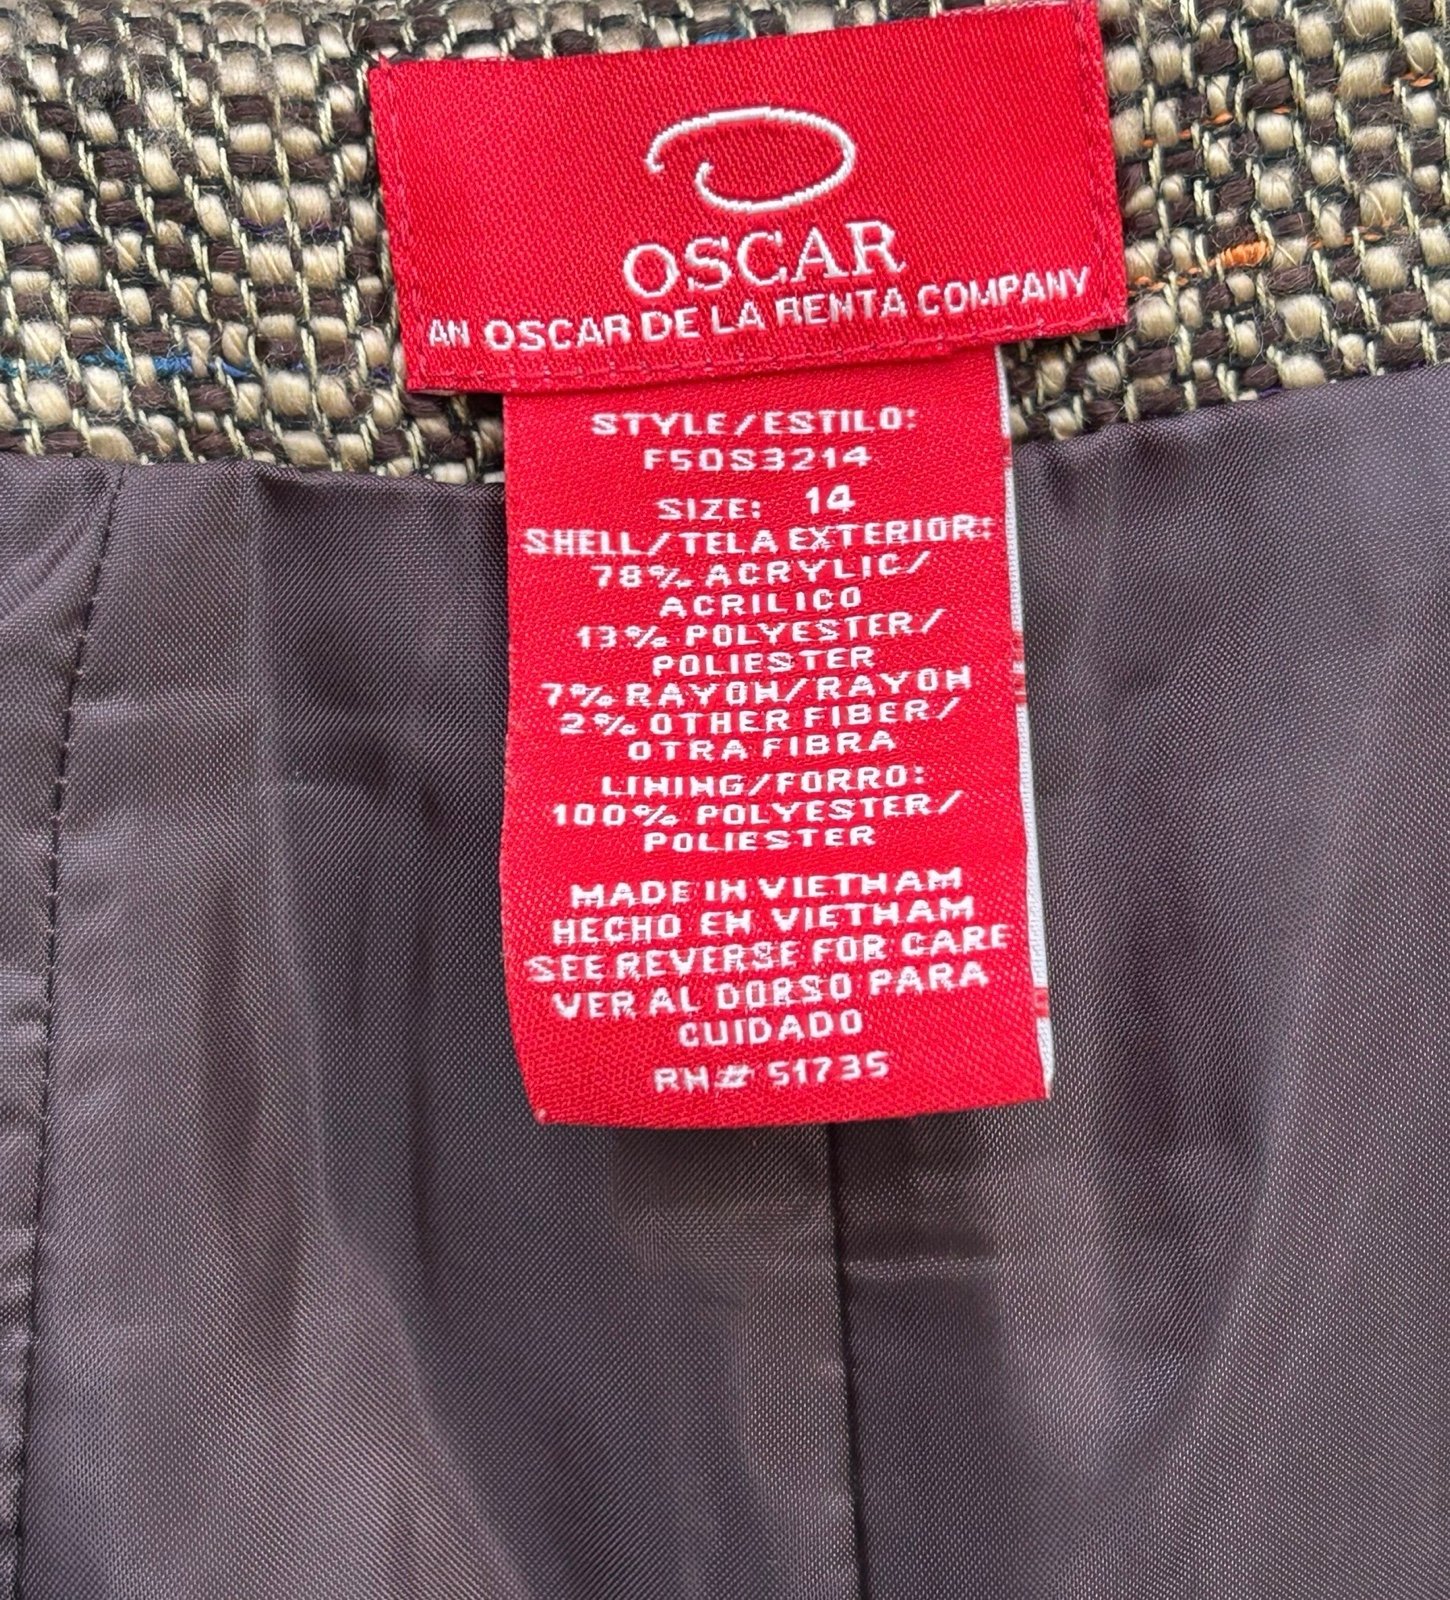 OSCAR
AN OSCAR DE LA RENTA COMPANY
STYLE/ESTILO:
F50S3214
SIZE: 14
SHELL/TELA EXTERIOR:
78% ACRYLIC/
ACRILICO
13% POLYESTER/
POLIESTER
7% RAYON/RAYON
2% OTHER FIBER/
OTRA FIBRA
LINING/FORRO:
100% POLYESTER/
POLIESTER
MADE IN VIETNAM
HECHO EN VIETNAM
SEE REVERSE FOR CARE
VER AL DORSO PARA
CUIDADO
RN# 51735